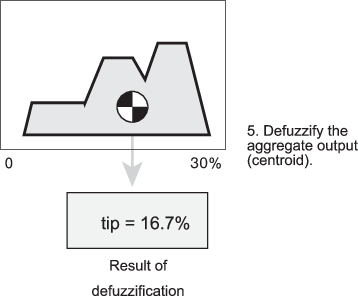 5. Defuzzify the
aggregate output
(centroid).
0
30%
tip = 16.7%
Result of
defuzzification